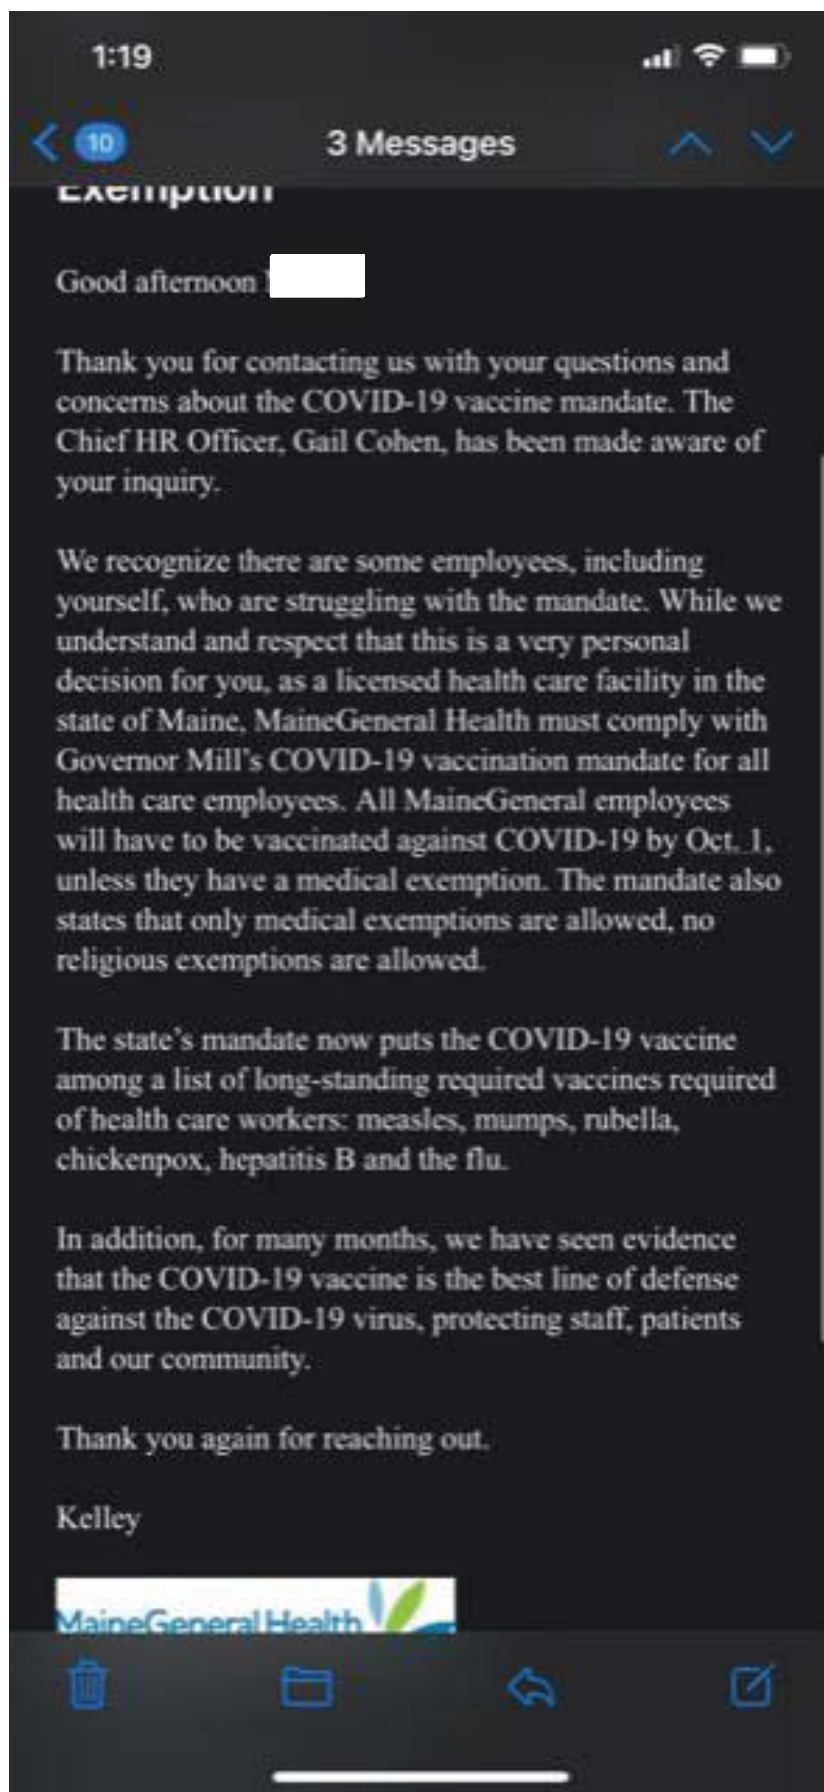 1:19
10
3 Messages
Exemption
Good afternoon
Thank you for contacting us with your questions and
concerns about the COVID-19 vaccine mandate. The
Chief HR Officer, Gail Cohen, has been made aware of
your inquiry.
We recognize there are some employees, including
yourself, who are struggling with the mandate. While we
understand and respect that this is a very personal
decision for you, as a licensed health care facility in the
state of Maine, MaineGeneral Health must comply with
Governor Mill's COVID-19 vaccination mandate for all
health care employees. All MaineGeneral employees
will have to be vaccinated against COVID-19 by Oct. 1,
unless they have a medical exemption. The mandate also
states that only medical exemptions are allowed, no
religious exemptions are allowed.
The state's mandate now puts the COVID-19 vaccine
among a list of long-standing required vaccines required
of health care workers: measles, mumps, rubella,
chickenpox, hepatitis B and the flu.
In addition, for many months, we have seen evidence
that the COVID-19 vaccine is the best line of defense
against the COVID-19 virus, protecting staff, patients
and our community.
Thank you again for reaching out.
Kelley
MaineGeneral Health